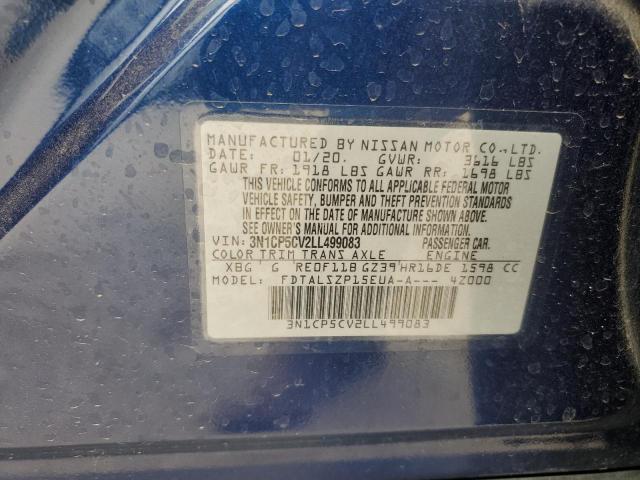 MANUFACTURED BY NISSAN MOTOR CO.,LTD.
DATE: 01/20. GVWR: 3616 LBS
GAWR FR: 1918 LBS GAWR RR: 1698 LBS
THIS VEHICLE CONFORMS TO ALL APPLICABLE FEDERAL MOTOR
VEHICLE SAFETY, BUMPER AND THEFT PREVENTION STANDARDS
IN EFFECT ON THE DATE OF MANUFACTURE SHOWN ABOVE.
SEE OWNER'S MANUAL FOR ADDITIONAL INFORMATION.
VIN: 3N1CP5CV2LL499083 PASSENGER CAR.
COLOR TRIM TRANS AXLE ENGINE
XBG G RE0F11B GZ39 HR16DE 1598 CC
MODEL: FDTALSZP15EUA-A--- 4Z000
3N1CP5CV2LL499083